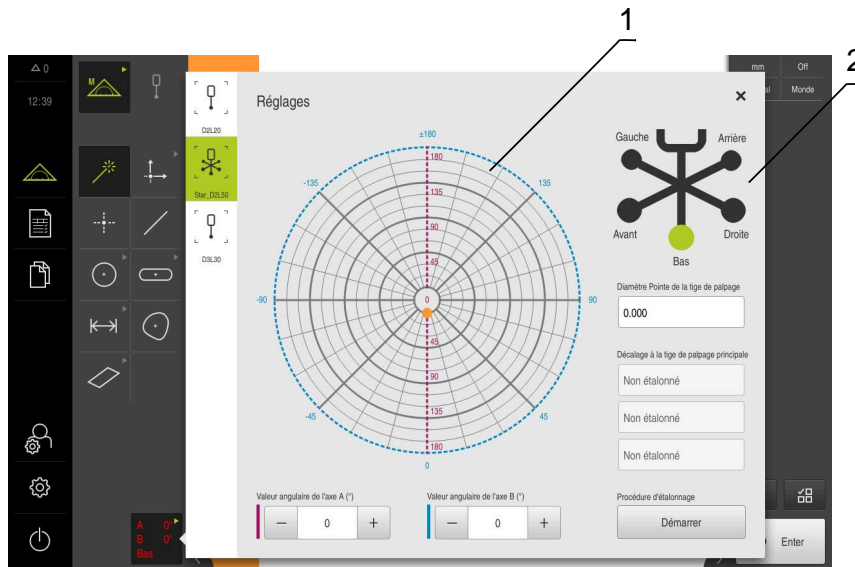 1
2
0
12:39
M
mm Off
Monde
D2L20
Star_D2L50
D3L30
Réglages
±180
-135
135
-90
90
-45
45
0
180
135
90
45
0
45
90
135
180
Gauche
Arrière
Avant
Droite
Bas
Diamètre Pointe de la tige de palpage
0.000
Décalage à la tige de palpage principale
Non étalonné
Non étalonné
Non étalonné
Valeur angulaire de l'axe A (°)
− 0 +
Valeur angulaire de l'axe B (°)
− 0 +
Procédure d'étalonnage
Démarrer
A 0°
B 0°
Bas
Enter